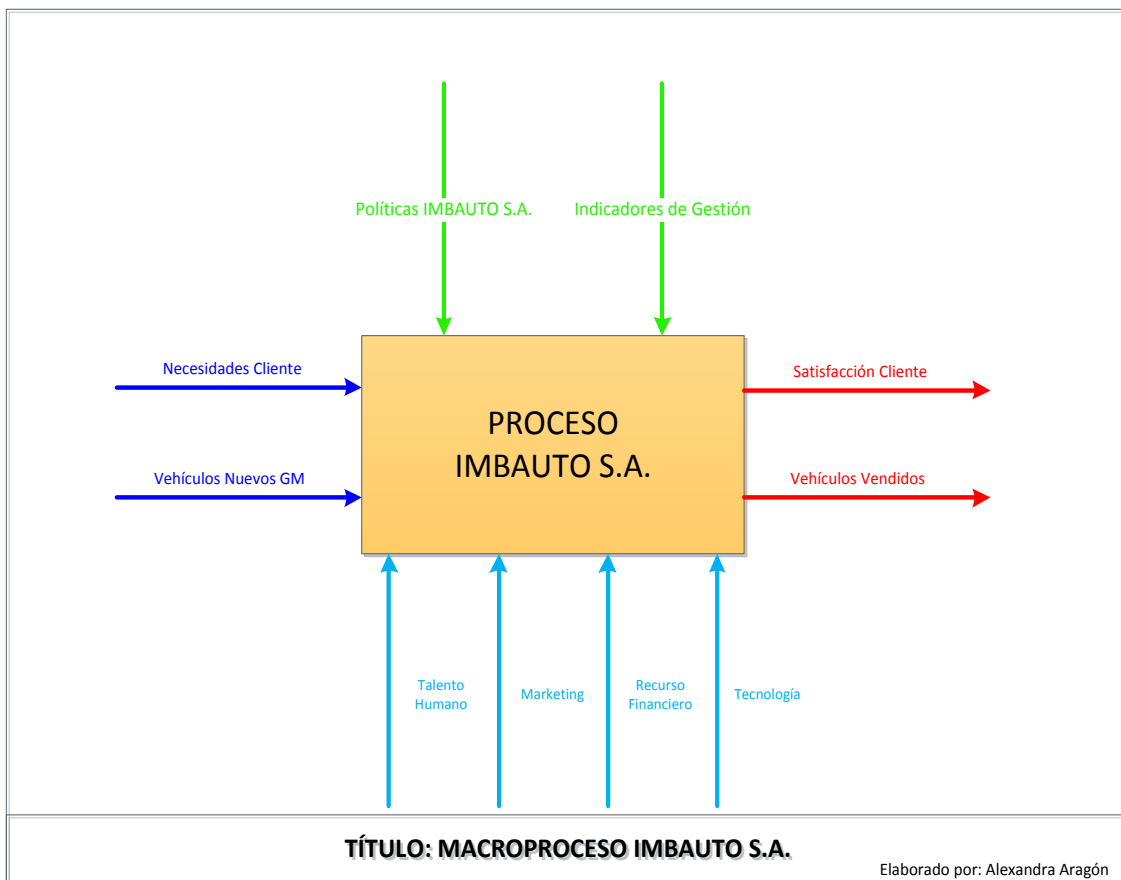 Políticas IMBAUTO S.A.
Indicadores de Gestión
Necesidades Cliente
Satisfacción Cliente
PROCESO
IMBAUTO S.A.
Vehículos Nuevos GM
Vehículos Vendidos
Talento
Humano
Marketing
Recurso
Financiero
Tecnología
TÍTULO: MACROPROCESO IMBAUTO S.A.
Elaborado por: Alexandra Aragón